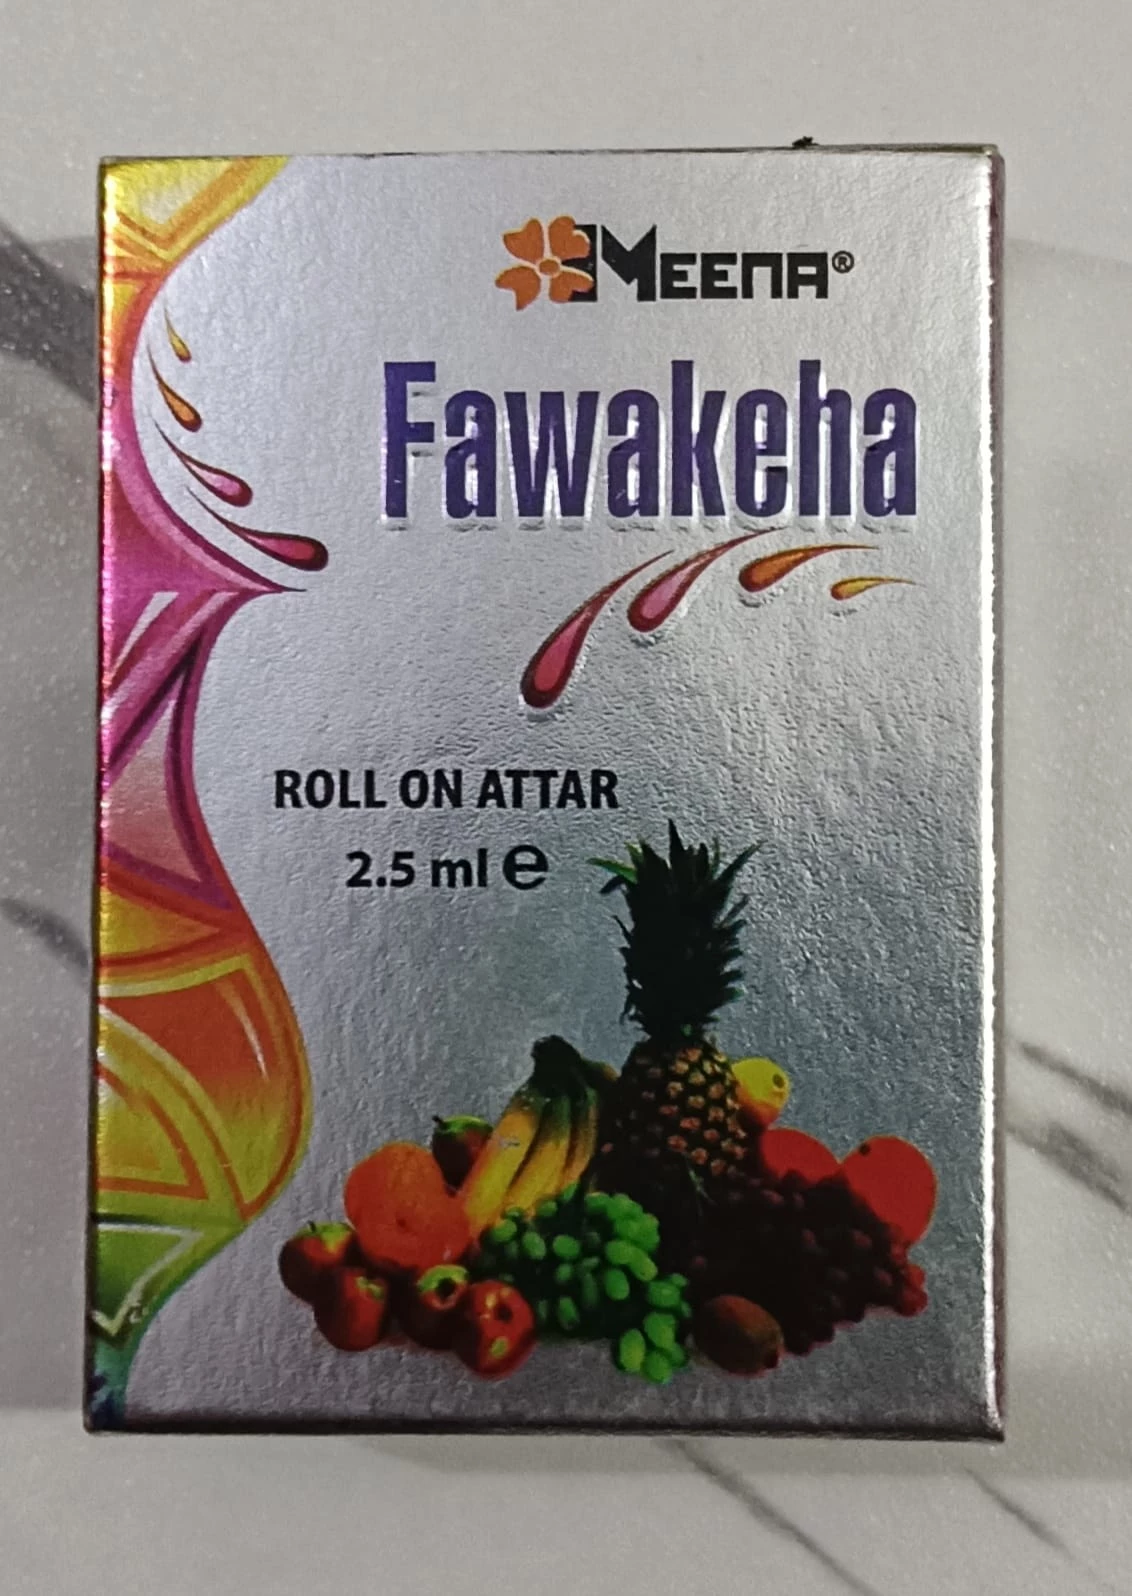 MEENA®
Fawakeha
ROLL ON ATTAR
2.5 ml ℮